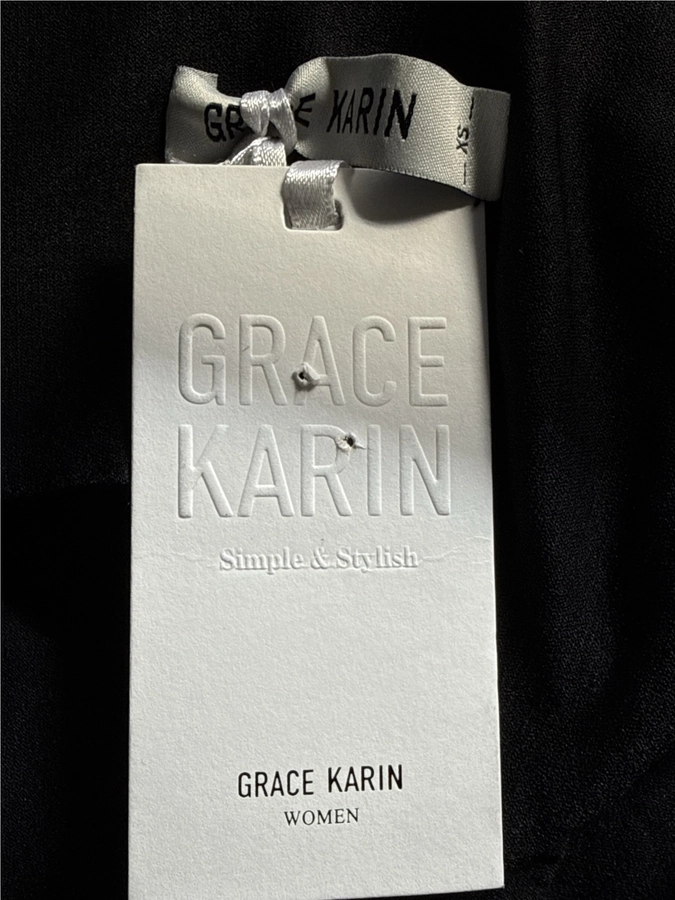 GRACE KARIN
XS
GRACE
KARIN
Simple & Stylish
GRACE KARIN
WOMEN